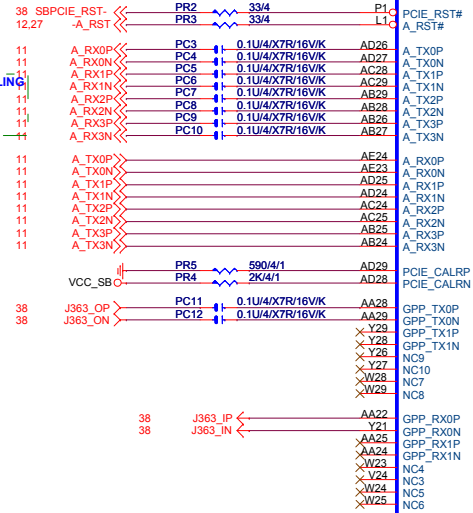 38 SBPCIE_RST- PR2 33/4 P1 PCIE_RST#
12,27 -A_RST PR3 33/4 L1 A_RST#
11 A_RX0P PC3 0.1U/4/X7R/16V/K AD26 A_TX0P
11 A_RX0N PC4 0.1U/4/X7R/16V/K AD27 A_TX0N
11 A_RX1P PC5 0.1U/4/X7R/16V/K AC28 A_TX1P
LING 11 A_RX1N PC6 0.1U/4/X7R/16V/K AC29 A_TX1N
11 A_RX2P PC7 0.1U/4/X7R/16V/K AB29 A_TX2P
11 A_RX2N PC8 0.1U/4/X7R/16V/K AB28 A_TX2N
11 A_RX3P PC9 0.1U/4/X7R/16V/K AB26 A_TX3P
11 A_RX3N PC10 0.1U/4/X7R/16V/K AB27 A_TX3N
11 A_TX0P AE24 A_RX0P
11 A_TX0N AE23 A_RX0N
11 A_TX1P AD25 A_RX1P
11 A_TX1N AD24 A_RX1N
11 A_TX2P AC24 A_RX2P
11 A_TX2N AC25 A_RX2N
11 A_TX3P AB25 A_RX3P
11 A_TX3N AB24 A_RX3N
PR5 590/4/1 AD29 PCIE_CALRP
VCC_SB PR4 2K/4/1 AD28 PCIE_CALRN
38 J363_OP PC11 0.1U/4/X7R/16V/K AA28 GPP_TX0P
38 J363_ON PC12 0.1U/4/X7R/16V/K AA29 GPP_TX0N
Y29 GPP_TX1P
Y28 GPP_TX1N
Y26 NC9
Y27 NC10
W28 NC7
W29 NC8
38 J363_IP AA22 GPP_RX0P
38 J363_IN Y21 GPP_RX0N
AA25 GPP_RX1P
AA24 GPP_RX1N
W23 NC4
V24 NC3
W24 NC5
W25 NC6